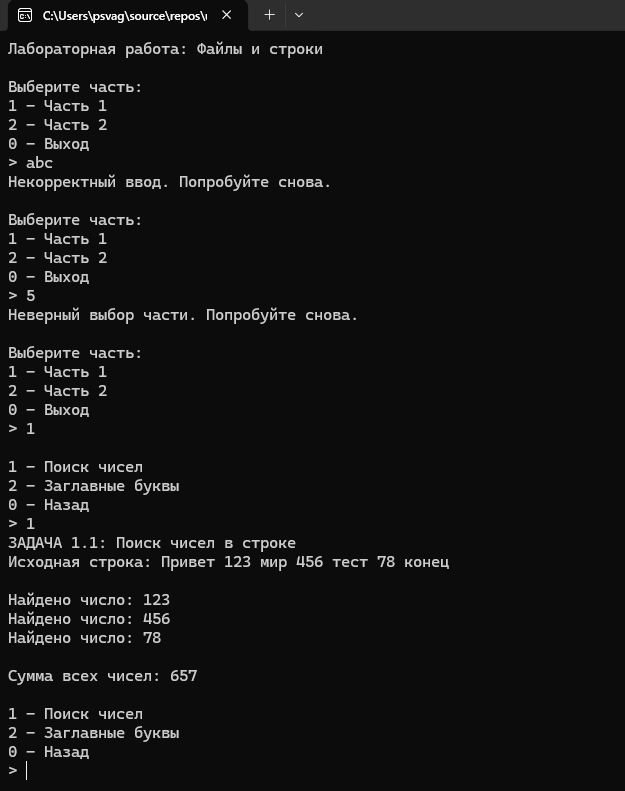 C:\Users\psvag\source\repos\
Лабораторная работа: Файлы и строки
Выберите часть:
1 – Часть 1
2 – Часть 2
0 – Выход
> abc
Некорректный ввод. Попробуйте снова.
Выберите часть:
1 – Часть 1
2 – Часть 2
0 – Выход
> 5
Неверный выбор части. Попробуйте снова.
Выберите часть:
1 – Часть 1
2 – Часть 2
0 – Выход
> 1
1 – Поиск чисел
2 – Заглавные буквы
0 – Назад
> 1
ЗАДАЧА 1.1: Поиск чисел в строке
Исходная строка: Привет 123 мир 456 тест 78 конец
Найдено число: 123
Найдено число: 456
Найдено число: 78
Сумма всех чисел: 657
1 – Поиск чисел
2 – Заглавные буквы
0 – Назад
>